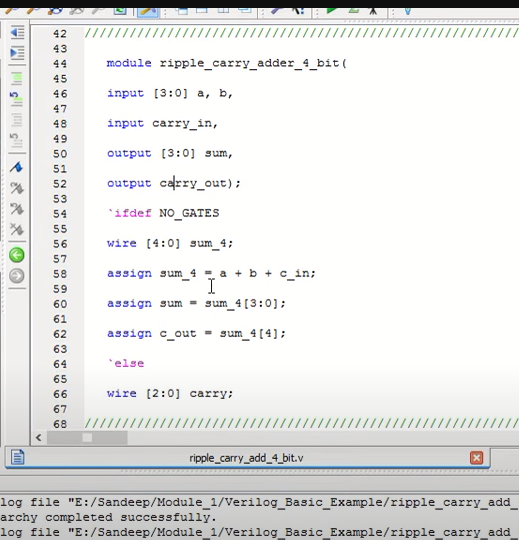 42 //////////////////////////////////////////////////////////////////////
43
44 module ripple_carry_adder_4_bit(
45
46 input [3:0] a, b,
47
48 input carry_in,
49
50 output [3:0] sum,
51
52 output carry_out);
53
54 `ifdef NO_GATES
55
56 wire [4:0] sum_4;
57
58 assign sum_4 = a + b + c_in;
59
60 assign sum = sum_4[3:0];
61
62 assign c_out = sum_4[4];
63
64 `else
65
66 wire [2:0] carry;
67
68 //////////////////////////////////////////////////////////////////////
ripple_carry_add_4_bit.v
log file "E:/Sandeep/Module_1/Verilog_Basic_Example/ripple_carry_add_
archy completed successfully.
log file "E:/Sandeep/Module_1/Verilog_Basic_Example/ripple_carry_add_